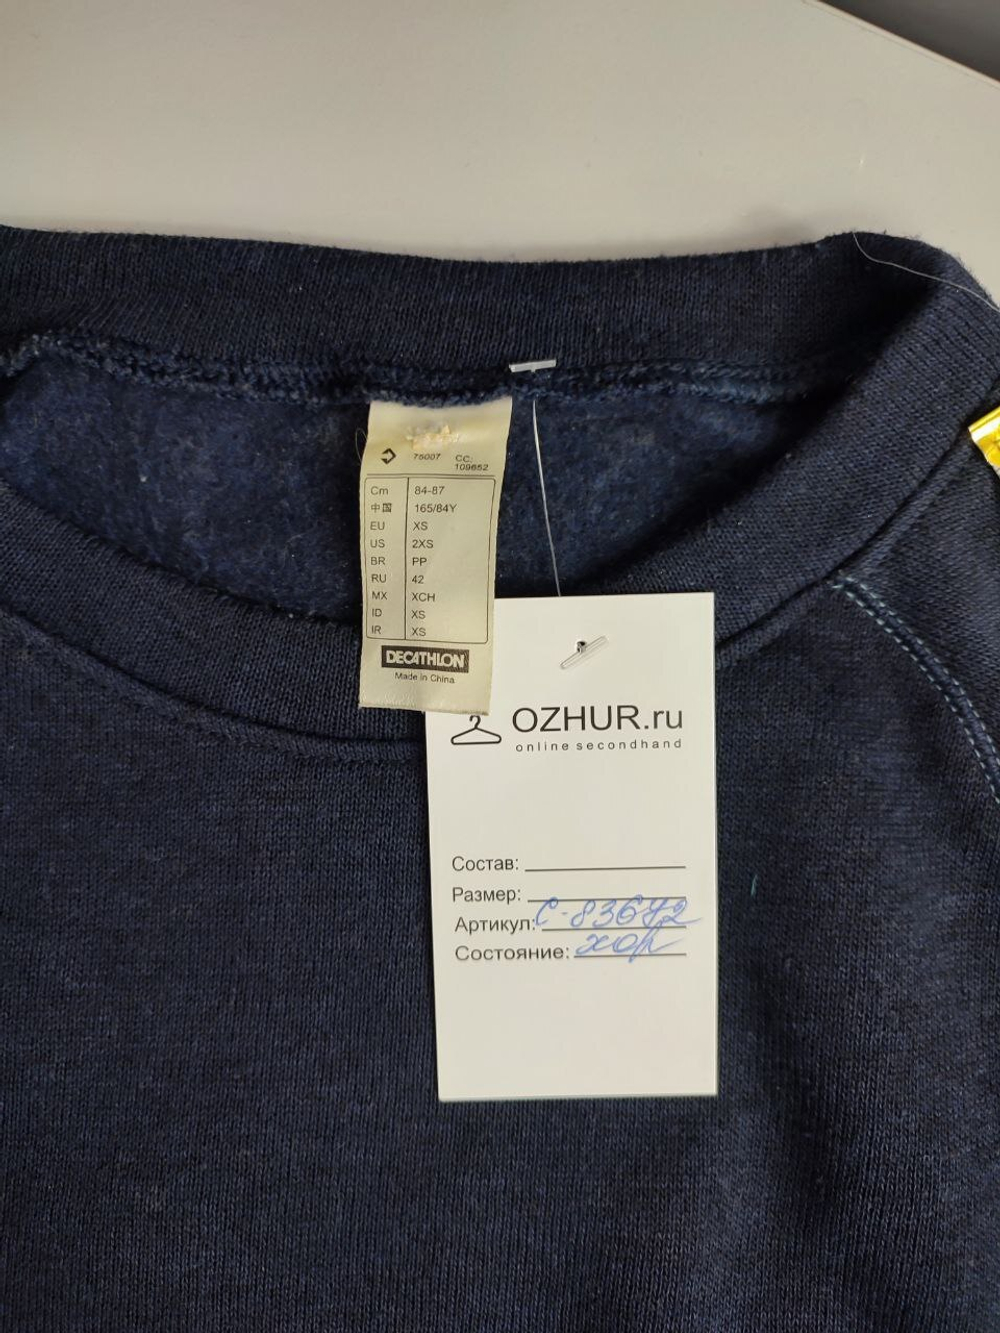 75007 CC.
109652
Cm 84-87
中国 165/84Y
EU XS
US 2XS
BR PP
RU 42
MX XCH
ID XS
IR XS
DECATHLON
Made in China
OZHUR.ru
online secondhand
Состав:
Размер:
Артикул: С-83692
Состояние: хор